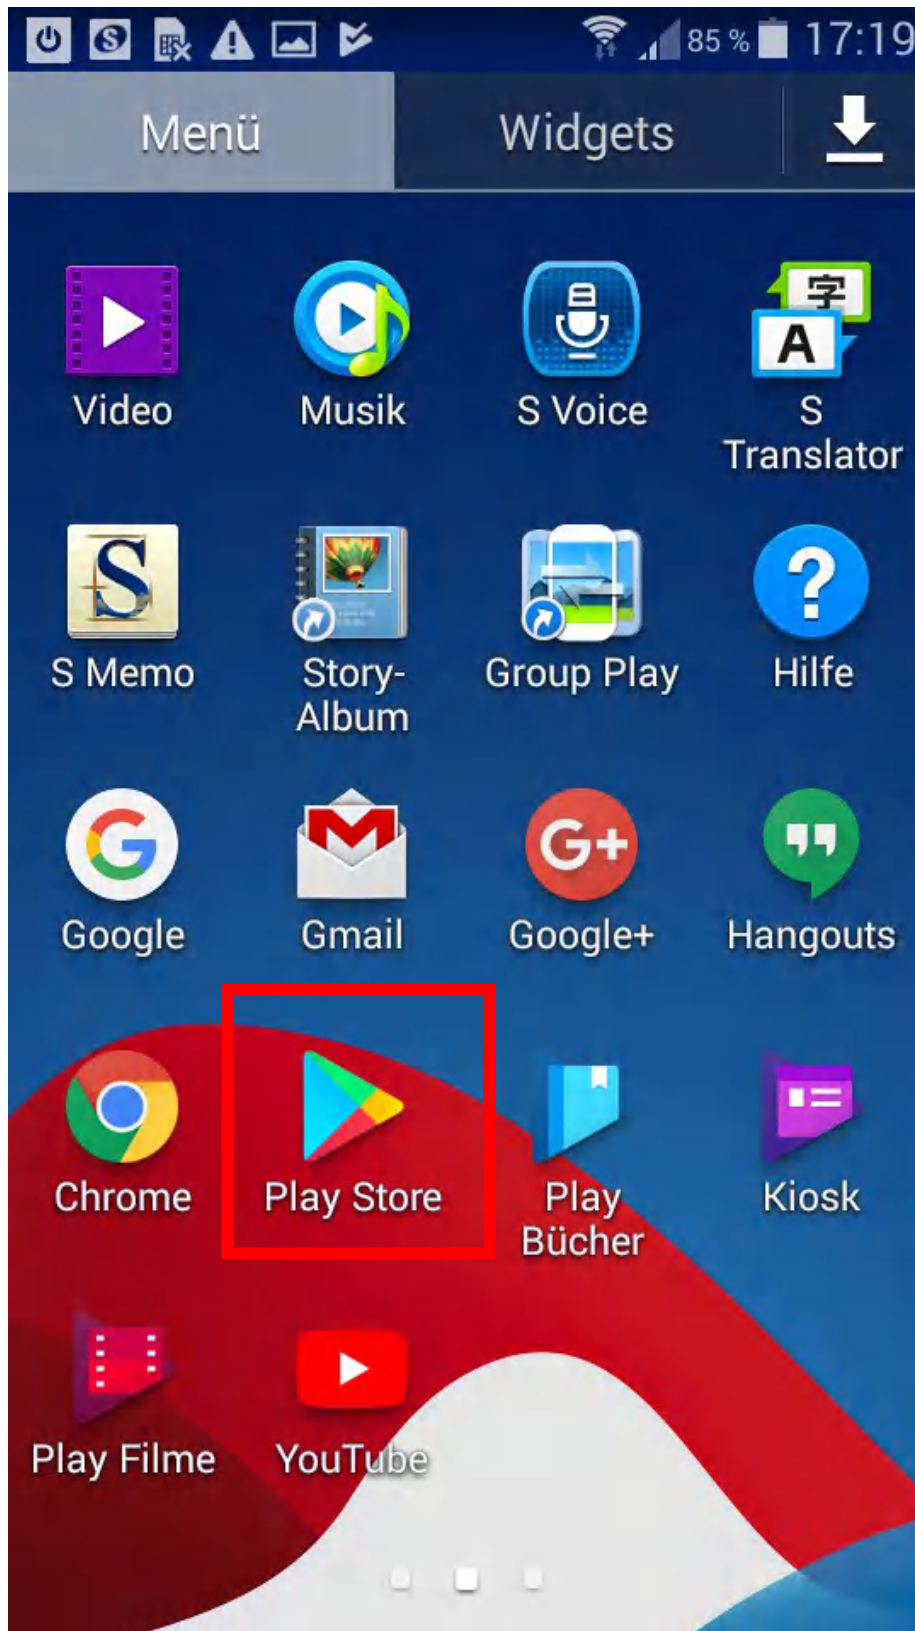 85 % 17:19
Menü Widgets
字
A
Video Musik S Voice S
Translator
S
S Memo Story- Group Play Hilfe
Album
?
G G+
Google Gmail Google+ Hangouts
Chrome Play Store Play Kiosk
Bücher
Play Filme YouTube